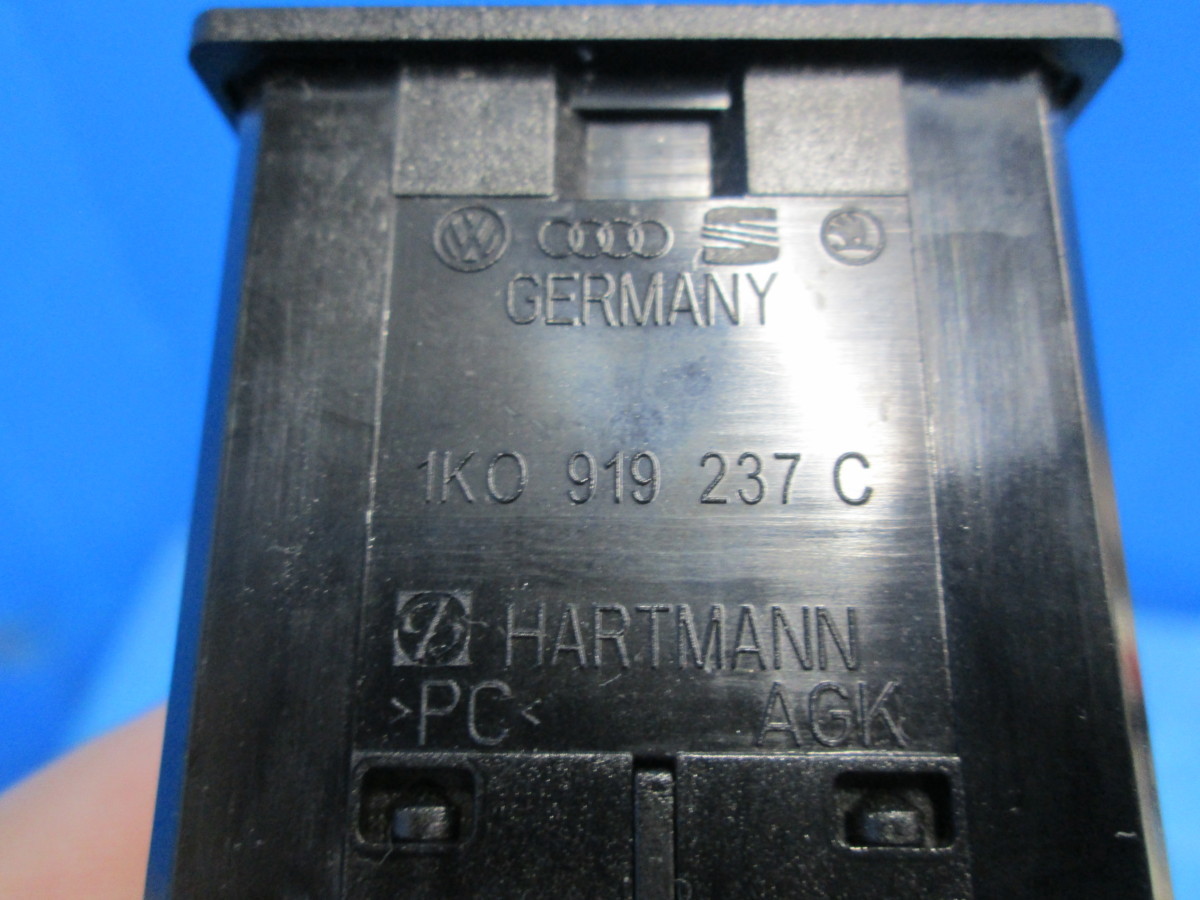 GERMANY
1K0 919 237 C
HARTMANN
>PC< AGK